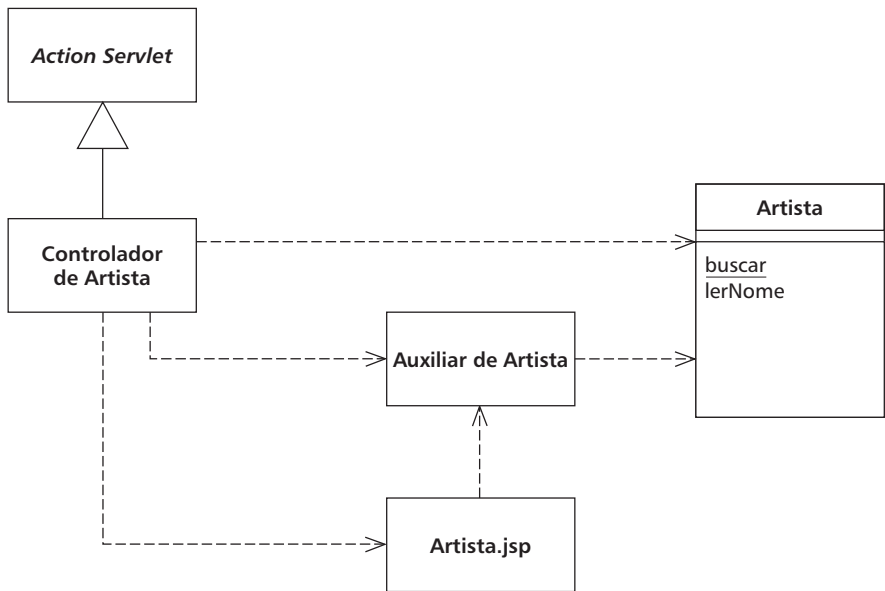 Action Servlet
Controlador
de Artista
Artista
buscar
lerNome
Auxiliar de Artista
Artista.jsp